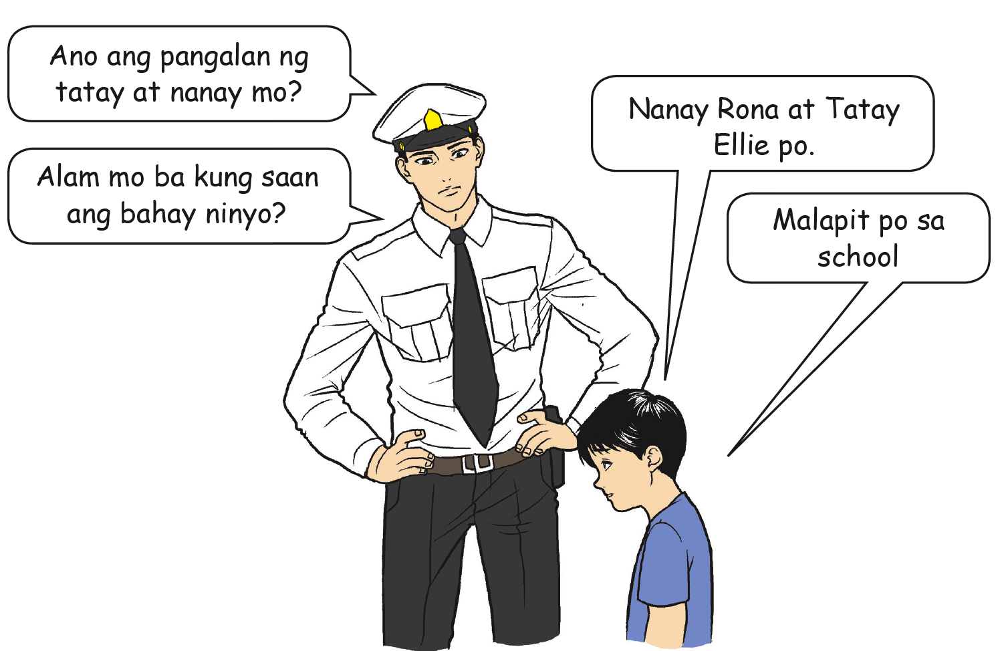 Ano ang pangalan ng
tatay at nanay mo?
Nanay Rona at Tatay
Ellie po.
Alam mo ba kung saan
ang bahay ninyo?
Malapit po sa
school